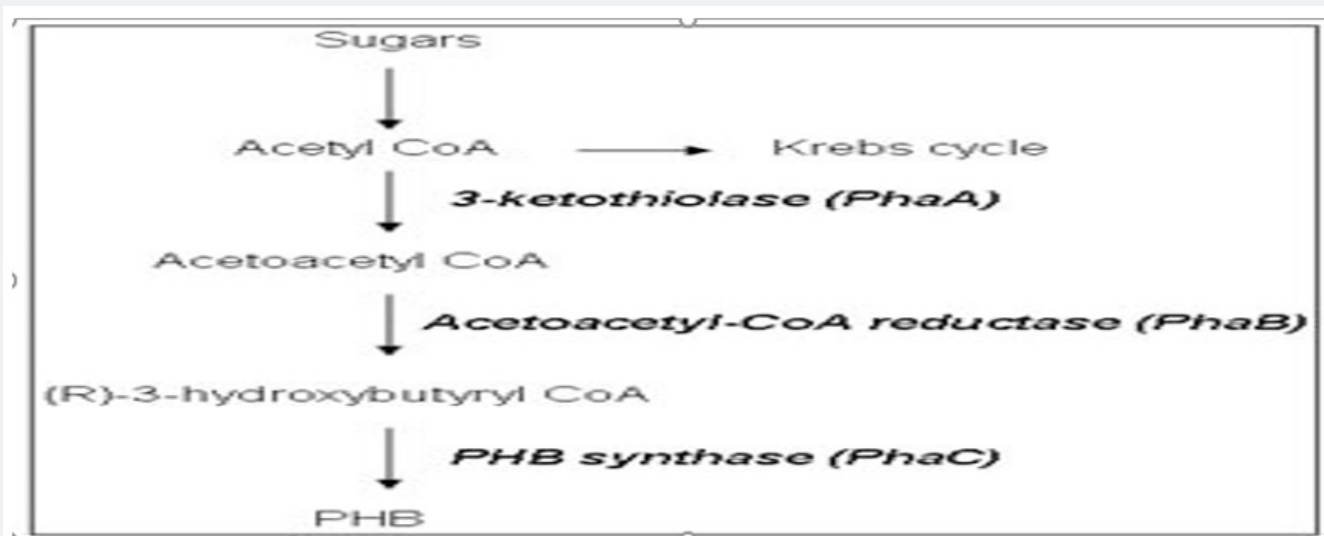 Sugars
Acetyl CoA
Krebs cycle
3-ketothiolase (PhaA)
Acetoacetyl CoA
Acetoacetyl-CoA reductase (PhaB)
(R)-3-hydroxybutyryl CoA
PHB synthase (PhaC)
PHB